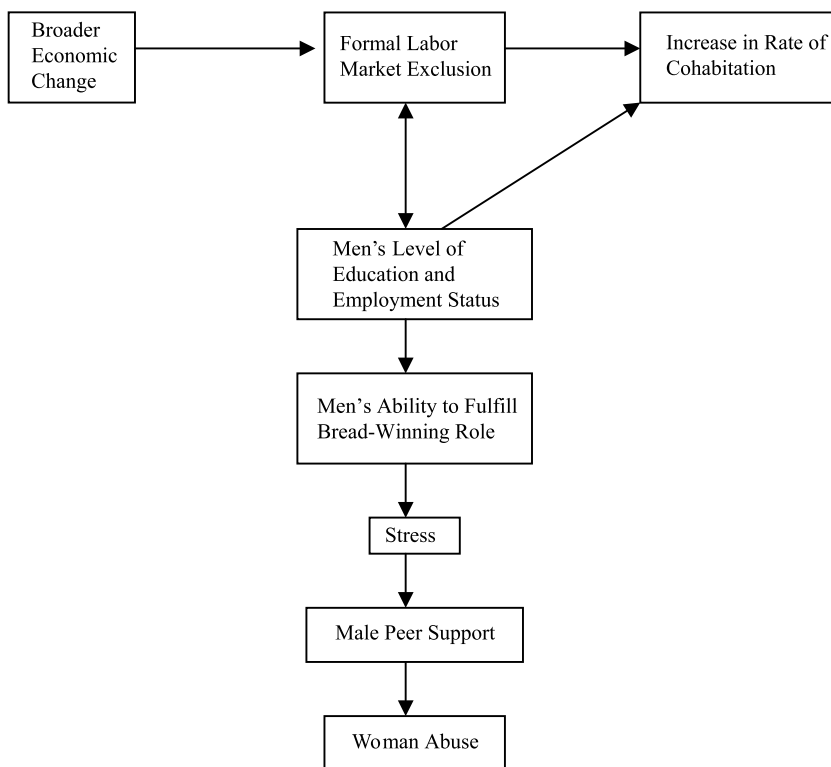 Broader
Economic
Change
Formal Labor
Market Exclusion
Increase in Rate of
Cohabitation
Men’s Level of
Education and
Employment Status
Men’s Ability to Fulfill
Bread-Winning Role
Stress
Male Peer Support
Woman Abuse